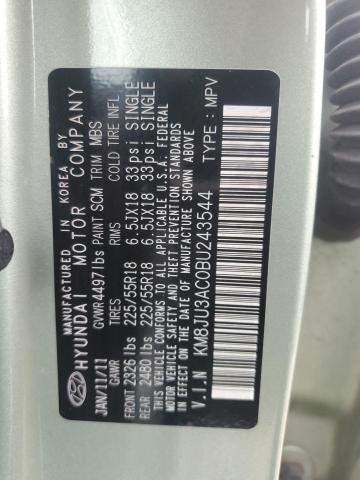 MANUFACTURED IN KOREA BY
HYUNDAI MOTOR COMPANY
GVWR 4497lbs PAINT SCM TRIM MBS
JAN/11/11
GAWR TIRES RIMS COLD TIRE INFL
FRONT 2326 lbs 225/55R18 6.5JX18 33psi SINGLE
REAR 2480 lbs 225/55R18 6.5JX18 33psi SINGLE
THIS VEHICLE CONFORMS TO ALL APPLICABLE U.S.A. FEDERAL
MOTOR VEHICLE SAFETY AND THEFT PREVENTION STANDARDS
IN EFFECT ON THE DATE OF MANUFACTURE SHOWN ABOVE.
V.I.N KM8JU3AC0BU243544 TYPE : MPV